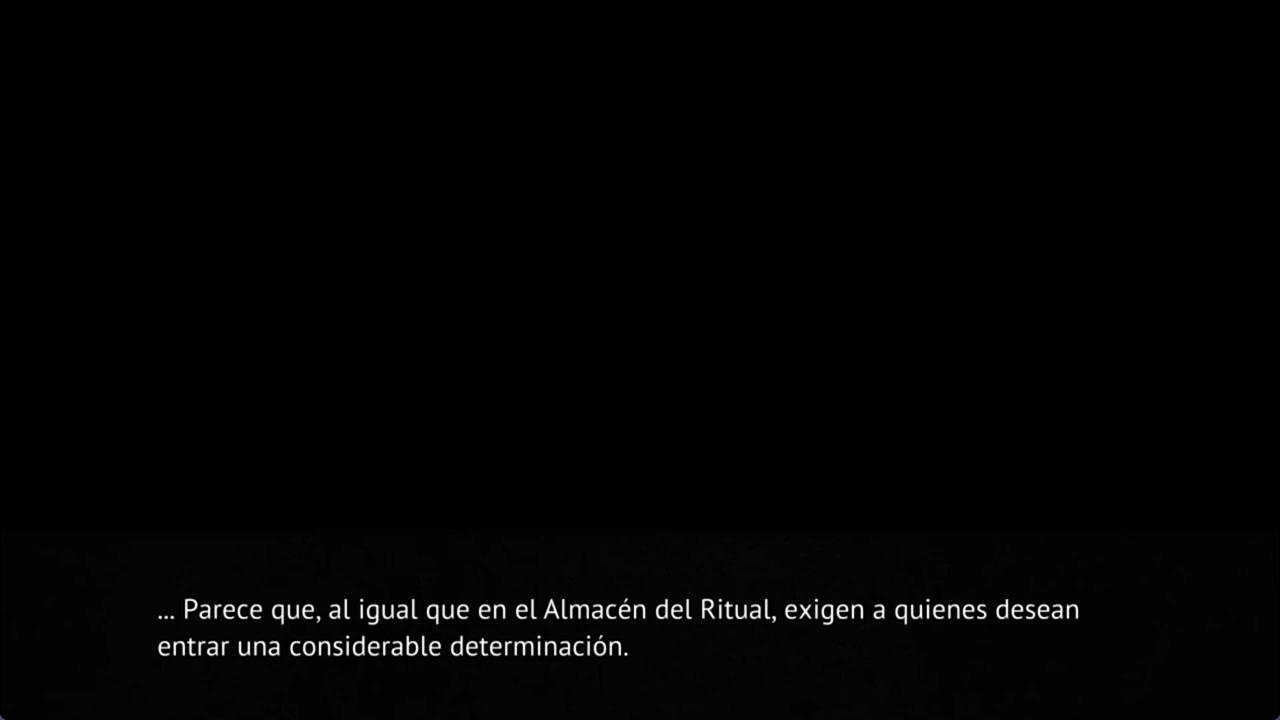 ... Parece que, al igual que en el Almacén del Ritual, exigen a quienes desean
entrar una considerable determinación.